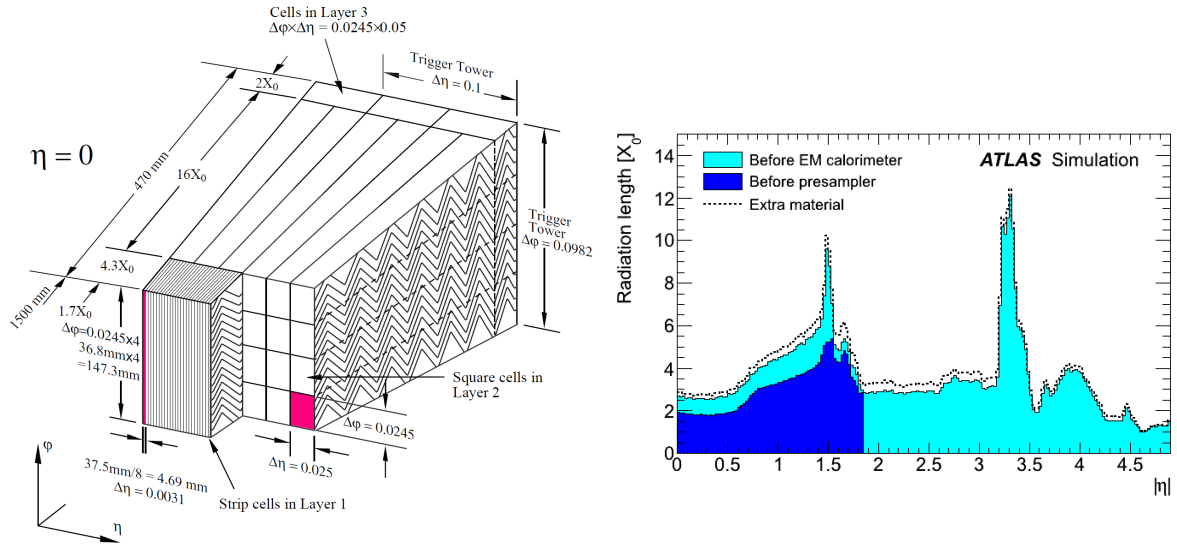 Cells in Layer 3
Δφ×Δη = 0.0245×0.05
Trigger Tower
Δη = 0.1
2X₀
η = 0
470 mm
16X₀
Trigger
Tower
Δφ = 0.0982
4.3X₀
1500 mm
1.7X₀
Δφ=0.0245x4
36.8mmx4
=147.3mm
Square cells in
Layer 2
Δφ = 0.0245
Δη = 0.025
37.5mm/8 = 4.69 mm
Δη = 0.0031
Strip cells in Layer 1
φ
η
Radiation length [X₀]
14
12
10
8
6
4
2
0
Before EM calorimeter
Before presampler
Extra material
ATLAS Simulation
0 0.5 1 1.5 2 2.5 3 3.5 4 4.5
|η|